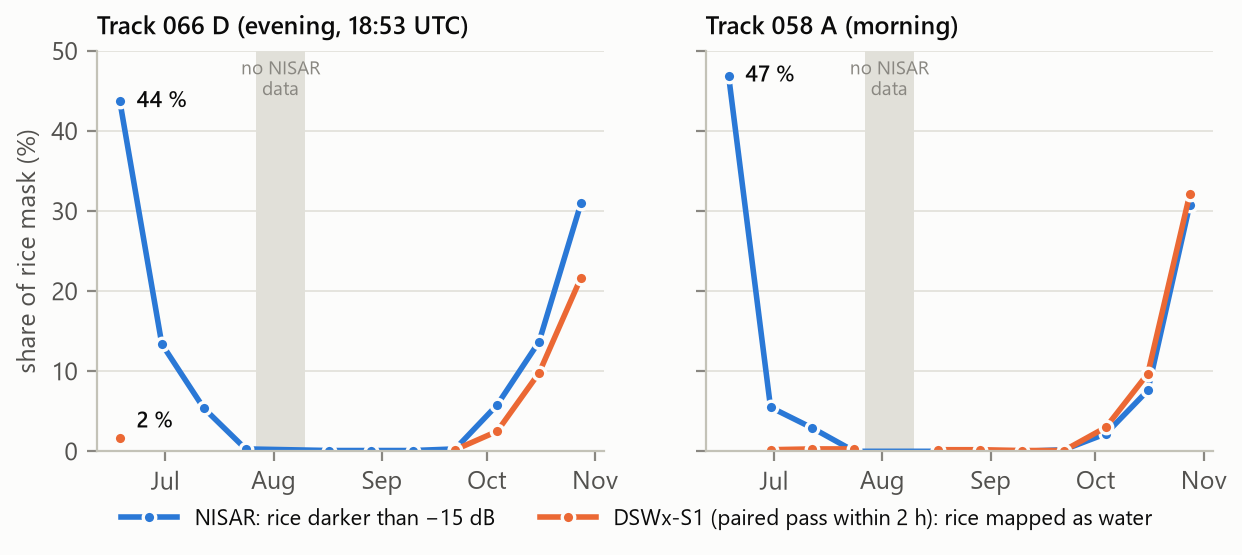 Track 066 D (evening, 18:53 UTC)
Track 058 A (morning)
share of rice mask (%)
50
40
30
20
10
0
no NISAR
data
44 %
2 %
Jul
Aug
Sep
Oct
Nov
no NISAR
data
47 %
Jul
Aug
Sep
Oct
Nov
NISAR: rice darker than −15 dB
DSWx-S1 (paired pass within 2 h): rice mapped as water